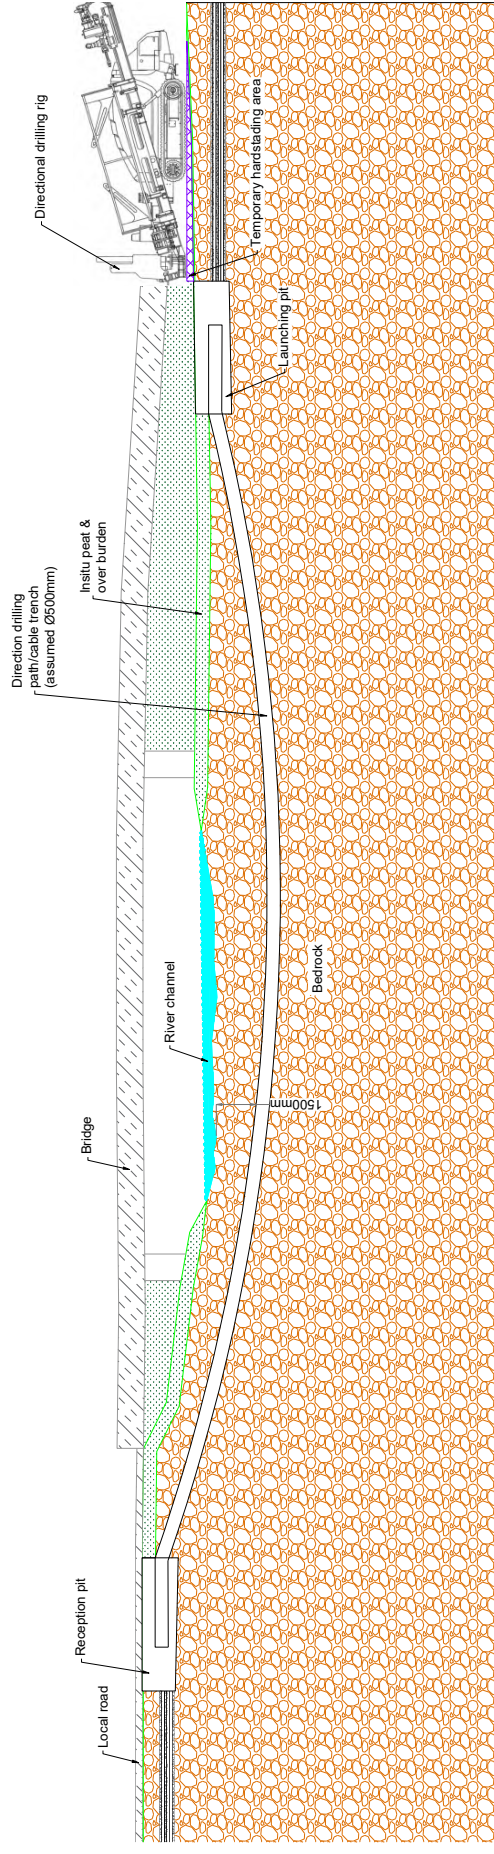 Local road
Reception pit
Bridge
River channel
1500mm
Bedrock
Direction drilling
path/cable trench
(assumed Ø500mm)
Insitu peat &
over burden
Launching pit
Temporary hardstading area
Directional drilling rig